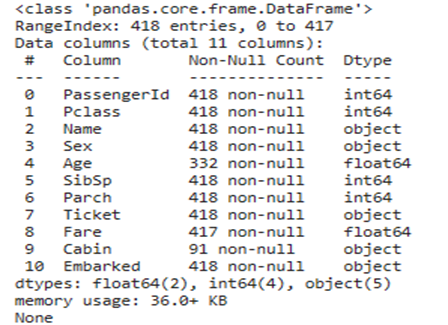 <class 'pandas.core.frame.DataFrame'>
RangeIndex: 418 entries, 0 to 417
Data columns (total 11 columns):
 #   Column       Non-Null Count  Dtype
---  ------       --------------  -----
 0   PassengerId  418 non-null    int64
 1   Pclass       418 non-null    int64
 2   Name         418 non-null    object
 3   Sex          418 non-null    object
 4   Age          332 non-null    float64
 5   SibSp        418 non-null    int64
 6   Parch        418 non-null    int64
 7   Ticket       418 non-null    object
 8   Fare         417 non-null    float64
 9   Cabin        91 non-null     object
 10  Embarked     418 non-null    object
dtypes: float64(2), int64(4), object(5)
memory usage: 36.0+ KB
None